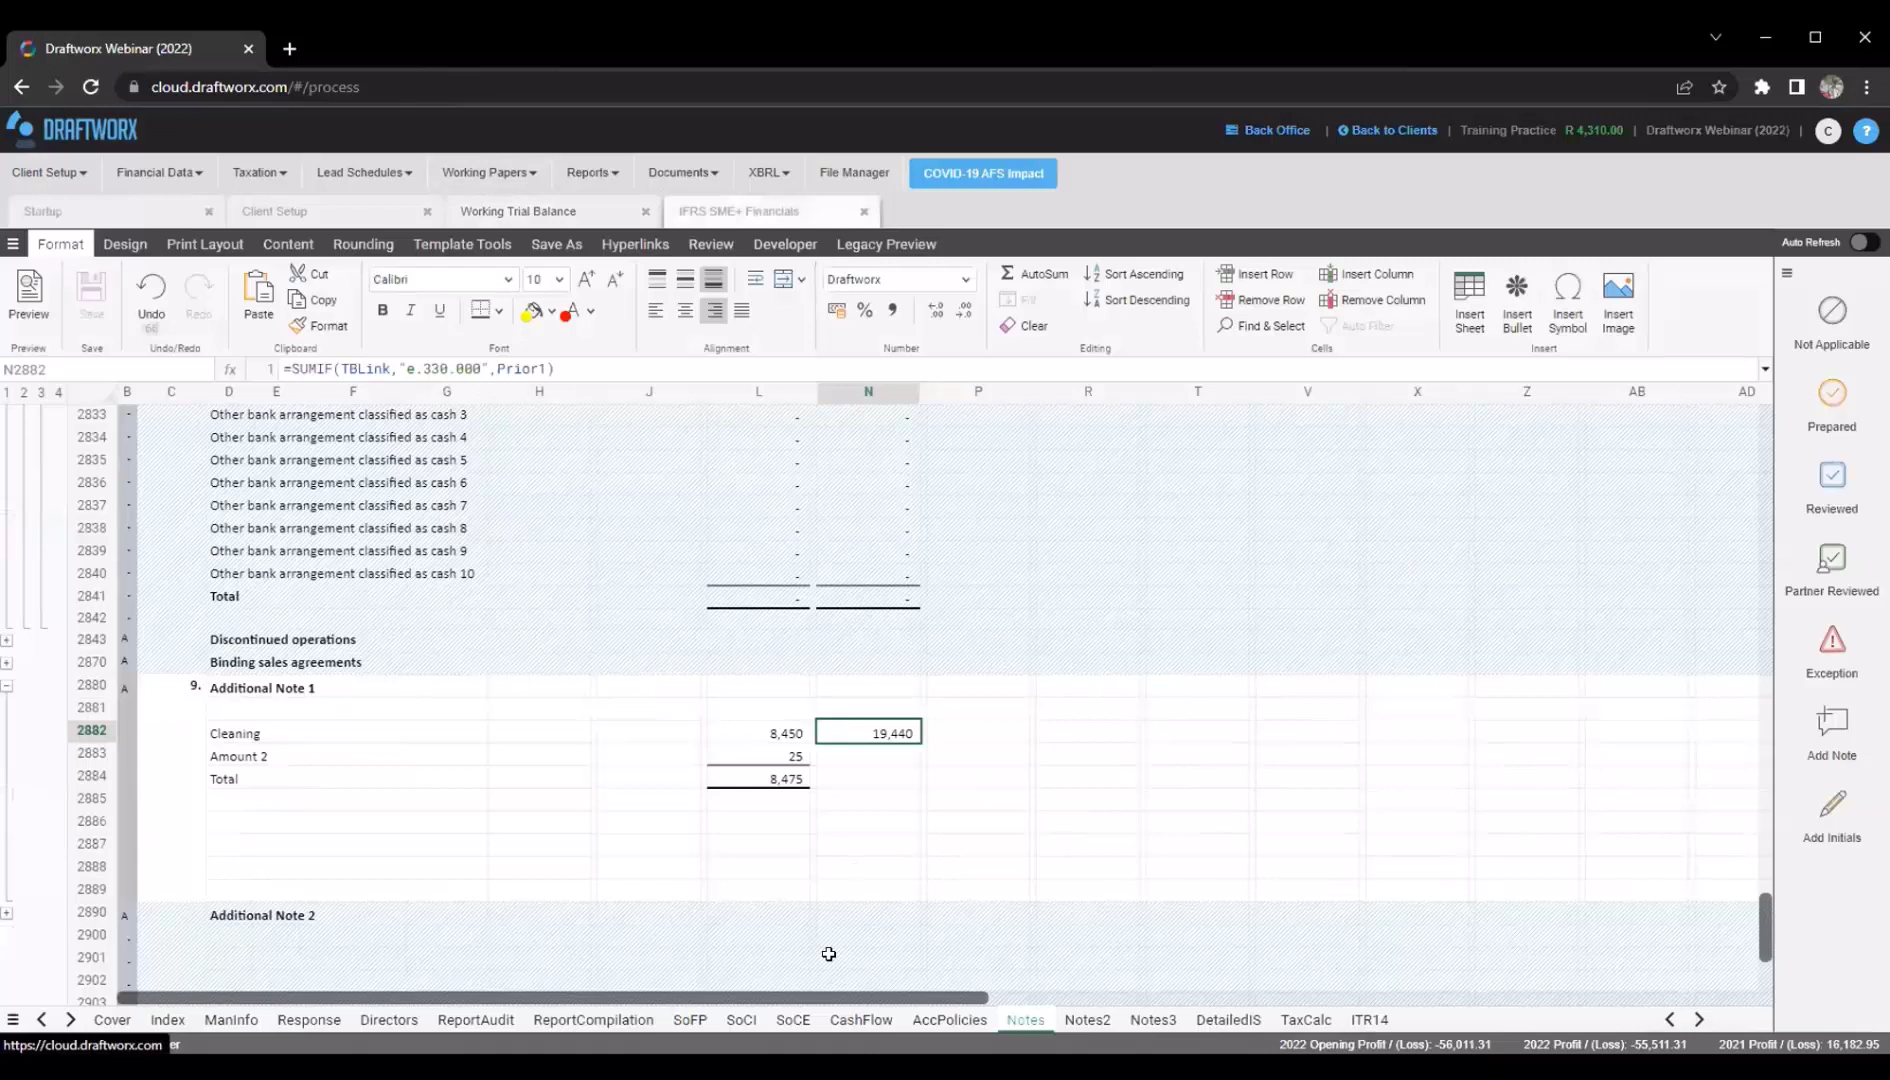 Draftworx Webinar (2022)
cloud.draftworx.com/#/process
DRAFTWORX
Back Office | Back to Clients | Training Practice R 4,310.00 | Draftworx Webinar (2022) | C ?
Client Setup Financial Data Taxation Lead Schedules Working Papers Reports Documents XBRL File Manager COVID-19 AFS Impact
Startup Client Setup Working Trial Balance IFRS SME+ Financials
Format Design Print Layout Content Rounding Template Tools Save As Hyperlinks Review Developer Legacy Preview Auto Refresh
Cut Calibri 10 Draftworx AutoSum Sort Ascending Insert Row Insert Column
Copy Fill Sort Descending Remove Row Remove Column
Preview Save Undo Redo Paste Format B I U A % Clear Find & Select Auto Filter Insert Sheet Insert Bullet Insert Symbol Insert Image
66
Preview Save Undo/Redo Clipboard Font Alignment Number Editing Cells Insert
N2882 fx 1 =SUMIF(TBLink,"e.330.000",Prior1)
1 2 3 4 B C D E F G H J L N P R T V X Z AB AD
2833 - Other bank arrangement classified as cash 3 - -
2834 - Other bank arrangement classified as cash 4 - -
2835 - Other bank arrangement classified as cash 5 - -
2836 - Other bank arrangement classified as cash 6 - -
2837 - Other bank arrangement classified as cash 7 - -
2838 - Other bank arrangement classified as cash 8 - -
2839 - Other bank arrangement classified as cash 9 - -
2840 - Other bank arrangement classified as cash 10 - -
2841 - Total - -
2842 -
2843 A Discontinued operations
2870 A Binding sales agreements
2880 A 9. Additional Note 1
2881
2882 Cleaning 8,450 19,440
2883 Amount 2 25
2884 Total 8,475
2885
2886
2887
2888
2889
2890 A Additional Note 2
2900 -
2901 -
2902 -
2903
Not Applicable
Prepared
Reviewed
Partner Reviewed
Exception
Add Note
Add Initials
Cover Index ManInfo Response Directors ReportAudit ReportCompilation SoFP SoCI SoCE CashFlow AccPolicies Notes Notes2 Notes3 DetailedIS TaxCalc ITR14
https://cloud.draftworx.com er 2022 Opening Profit / (Loss): -56,011.31 2022 Profit / (Loss): -55,511.31 2021 Profit / (Loss): 16,182.95